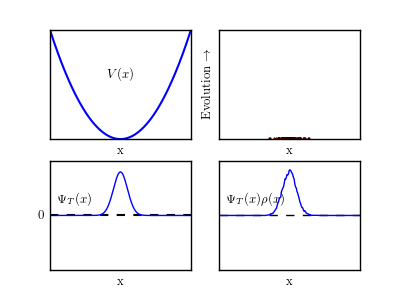 V(x)
Evolution →
x
x
Ψ_T(x)
Ψ_T(x)ρ(x)
0
x
x